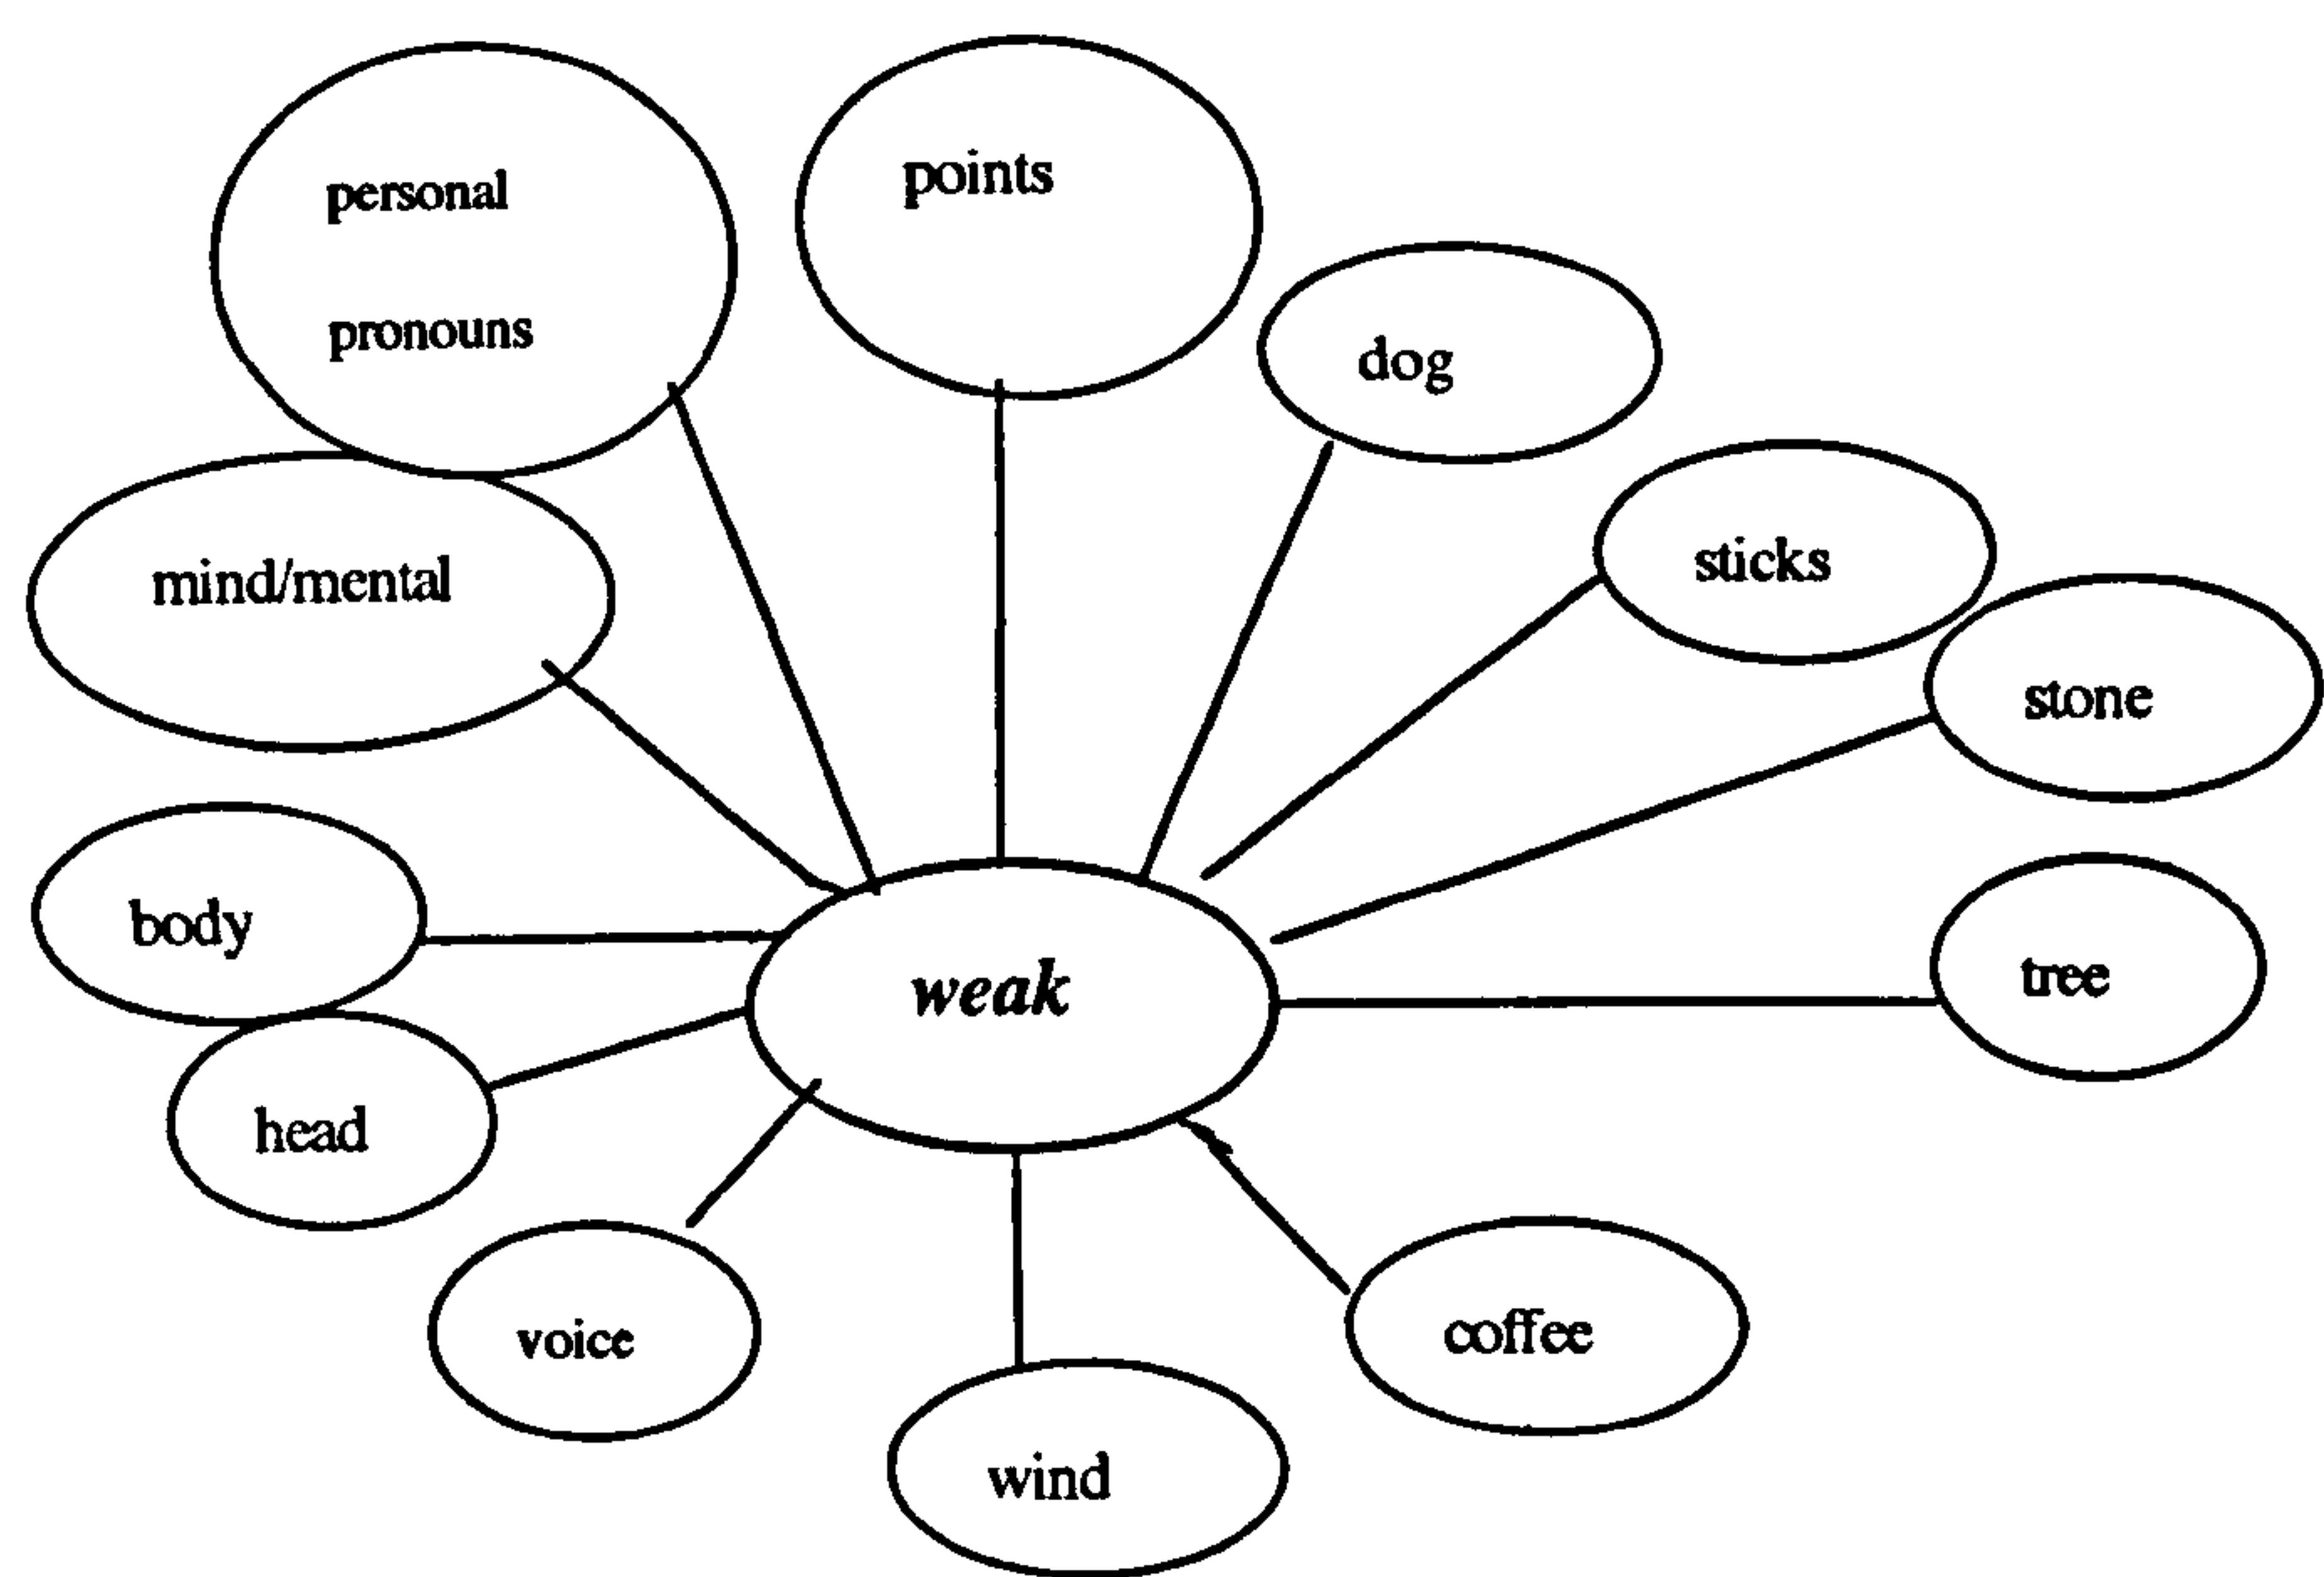 personal
pronouns
points
dog
sticks
mind/mental
stone
body
weak
tree
head
voice
coffee
wind